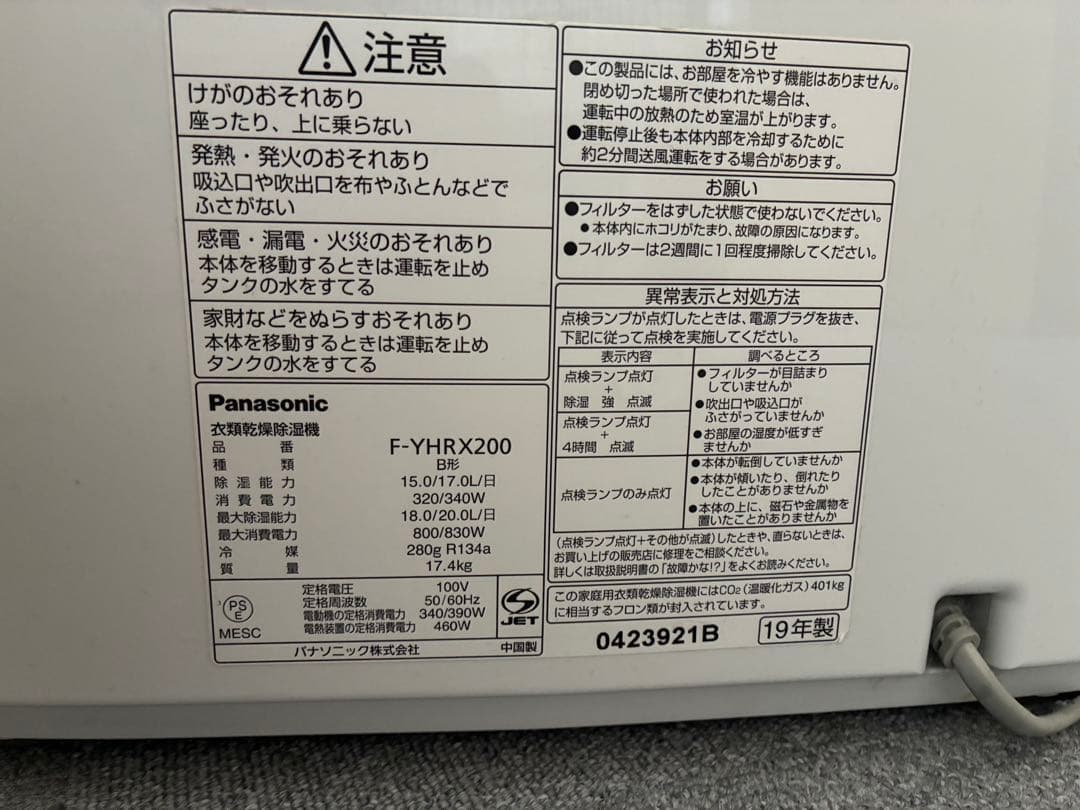 注意
けがのおそれあり
座ったり、上に乗らない
発熱・発火のおそれあり
吸込口や吹出口を布やふとんなどで
ふさがない
感電・漏電・火災のおそれあり
本体を移動するときは運転を止め
タンクの水をすてる
家財などをぬらすおそれあり
本体を移動するときは運転を止め
タンクの水をすてる
Panasonic
衣類乾燥除湿機
品番 F-YHRX200
種類 B形
除湿能力 15.0/17.0L/日
消費電力 320/340W
最大除湿能力 18.0/20.0L/日
最大消費電力 800/830W
冷媒 280g R134a
質量 17.4kg
PSE
MESC
定格電圧 100V
定格周波数 50/60Hz
電動機の定格消費電力 340/390W
電熱装置の定格消費電力 460W
S
JET
パナソニック株式会社 中国製
お知らせ
●この製品には、お部屋を冷やす機能はありません。
閉め切った場所で使われた場合は、
運転中の放熱のため室温が上がります。
●運転停止後も本体内部を冷却するために
約2分間送風運転をする場合があります。
お願い
●フィルターをはずした状態で使わないでください。
●本体内にホコリがたまり、故障の原因になります。
●フィルターは2週間に1回程度掃除してください。
異常表示と対処方法
点検ランプが点灯したときは、電源プラグを抜き、
下記に従って点検を実施してください。
表示内容 調べるところ
点検ランプ点灯
+
除湿 強 点滅
点検ランプ点灯
+
4時間 点滅
●フィルターが目詰まり
していませんか
●吹出口や吸込口が
ふさがっていませんか
●お部屋の温度が低すぎ
ませんか
点検ランプのみ点灯
●本体が転倒していませんか
●本体が傾いたり、倒れたり
したことがありませんか
●本体の上に、磁石や金属物を
置いたことがありませんか
(点検ランプ点灯+その他が点滅)したときや、直らないときは、
お買い上げの販売店に修理をご相談ください。
詳しくは取扱説明書の「故障かな!?」をよくお読みください。
この家庭用衣類乾燥除湿機にはCO2(温暖化ガス)401kg
に相当するフロン類が封入されています。
0423921B 19年製